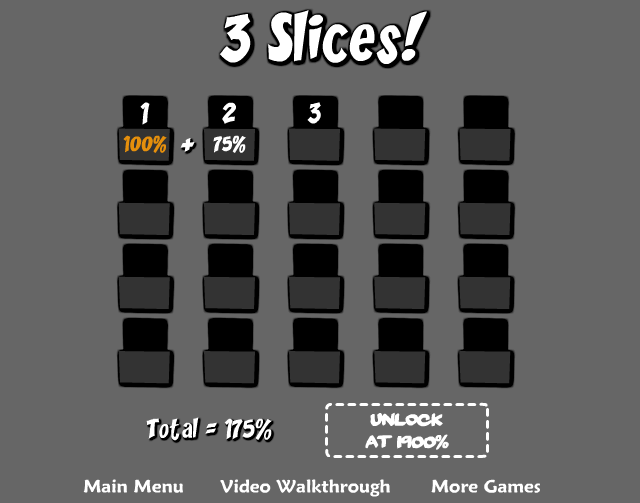 3 Slices!
1 2 3
100% + 75%
Total = 175%
UNLOCK
AT 1900%
Main Menu Video Walkthrough More Games